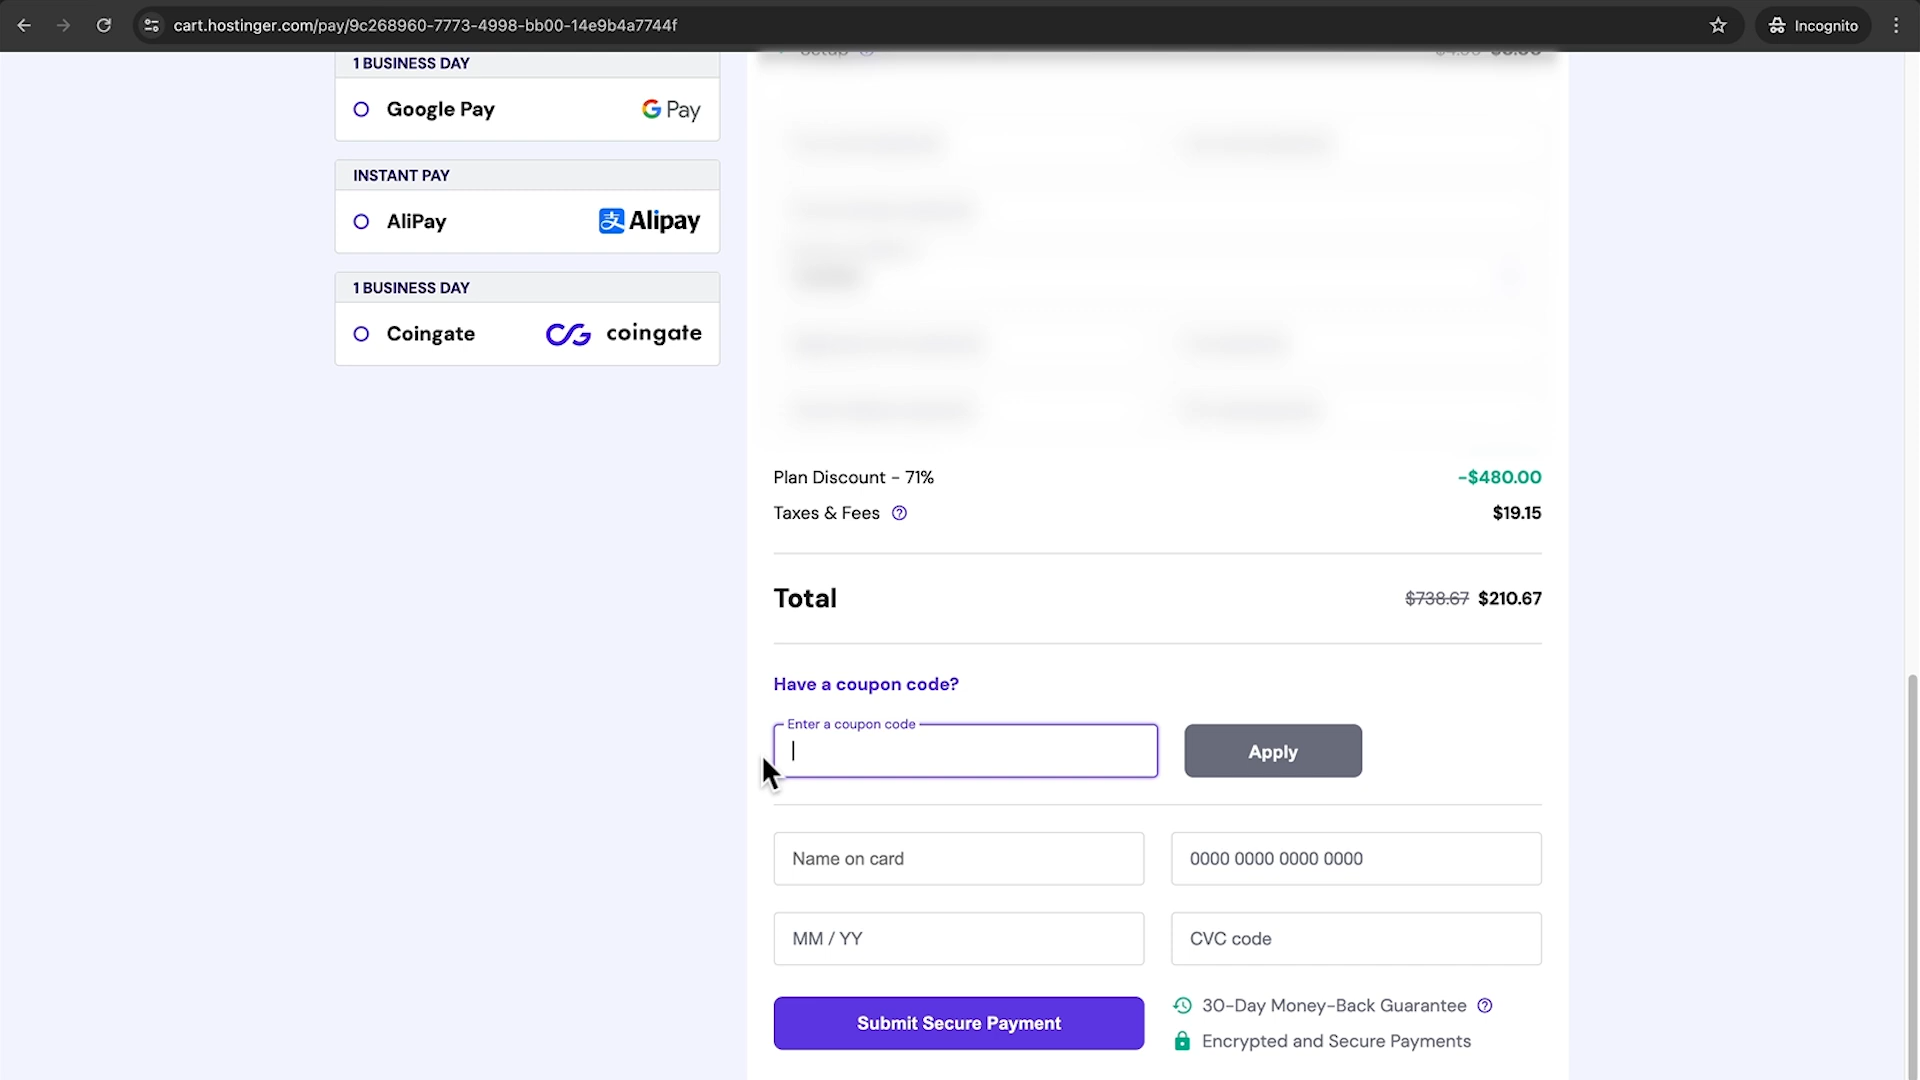 cart.hostinger.com/pay/9c268960-7773-4998-bb00-14e9b4a7744f
Incognito
1 BUSINESS DAY
Google Pay
G Pay
INSTANT PAY
AliPay
支 Alipay
1 BUSINESS DAY
Coingate
CG coingate
Plan Discount - 71%
-$480.00
Taxes & Fees
$19.15
Total
$738.67 $210.67
Have a coupon code?
Enter a coupon code
Apply
Name on card
0000 0000 0000 0000
MM / YY
CVC code
Submit Secure Payment
30-Day Money-Back Guarantee
Encrypted and Secure Payments